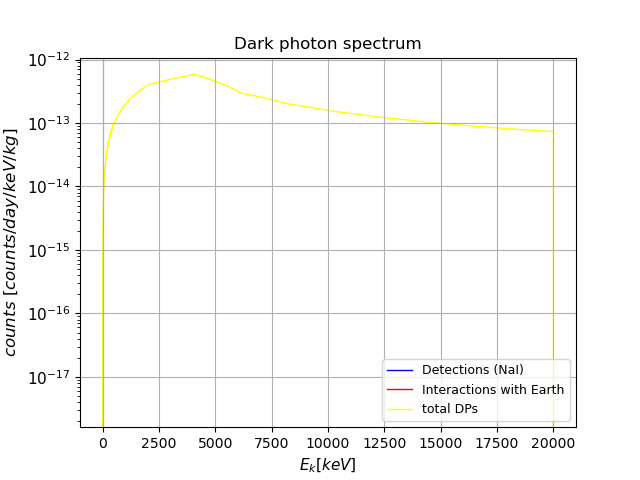 Dark photon spectrum
counts [counts/day/keV/kg]
10⁻¹²
10⁻¹³
10⁻¹⁴
10⁻¹⁵
10⁻¹⁶
10⁻¹⁷
Detections (NaI)
Interactions with Earth
total DPs
0 2500 5000 7500 10000 12500 15000 17500 20000
Eₖ[keV]